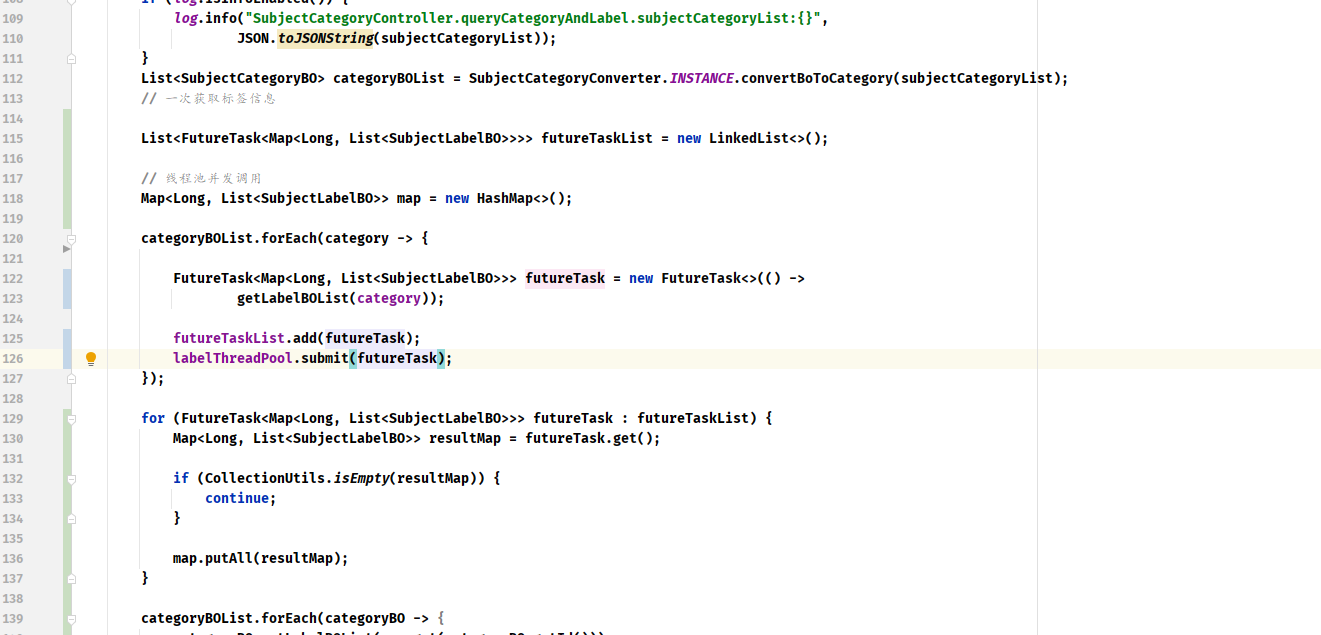 109 log.info("SubjectCategoryController.queryCategoryAndLabel.subjectCategoryList:{}",
110 JSON.toJSONString(subjectCategoryList));
111 }
112 List<SubjectCategoryBO> categoryBOList = SubjectCategoryConverter.INSTANCE.convertBoToCategory(subjectCategoryList);
113 // 一次获取标签信息
114
115 List<FutureTask<Map<Long, List<SubjectLabelBO>>>> futureTaskList = new LinkedList<>();
116
117 // 线程池并发调用
118 Map<Long, List<SubjectLabelBO>> map = new HashMap<>();
119
120 categoryBOList.forEach(category -> {
121
122 FutureTask<Map<Long, List<SubjectLabelBO>>> futureTask = new FutureTask<>(() ->
123 getLabelBOList(category));
124
125 futureTaskList.add(futureTask);
126 labelThreadPool.submit(futureTask);
127 });
128
129 for (FutureTask<Map<Long, List<SubjectLabelBO>>> futureTask : futureTaskList) {
130 Map<Long, List<SubjectLabelBO>> resultMap = futureTask.get();
131
132 if (CollectionUtils.isEmpty(resultMap)) {
133 continue;
134 }
135
136 map.putAll(resultMap);
137 }
138
139 categoryBOList.forEach(categoryBO -> {